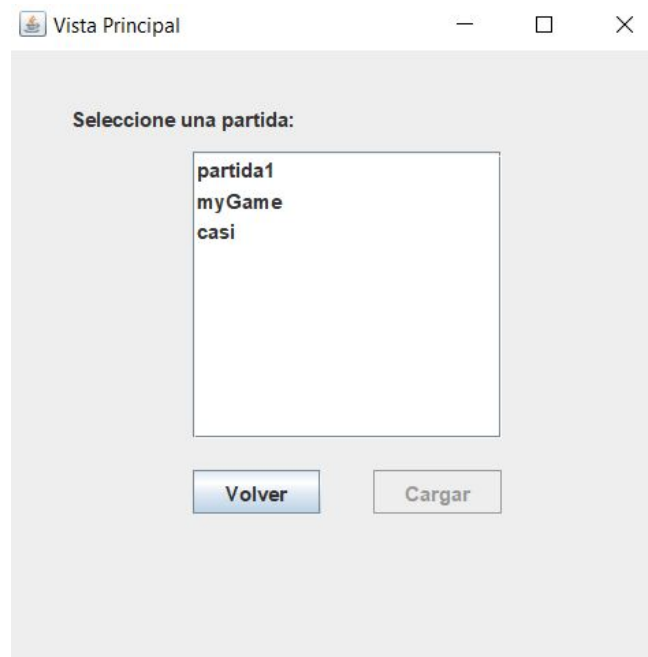 Vista Principal
Seleccione una partida:
partida1
myGame
casi
Volver
Cargar